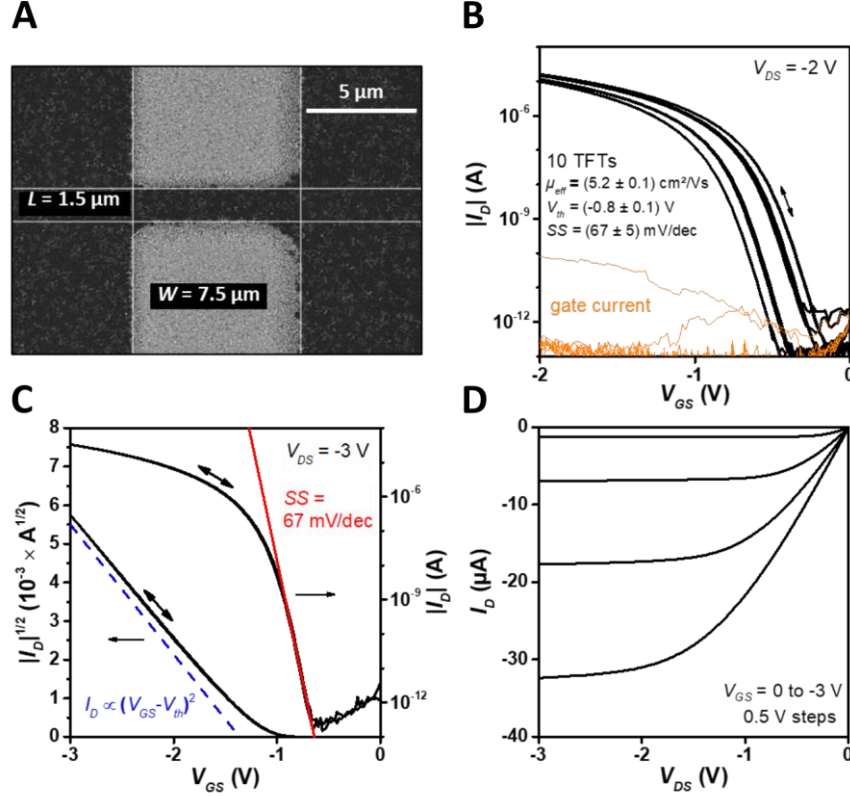 A
5 µm
L = 1.5 µm
W = 7.5 µm
B
V_DS = -2 V
10 TFTs
µ_eff = (5.2 ± 0.1) cm²/Vs
V_th = (-0.8 ± 0.1) V
SS = (67 ± 5) mV/dec
gate current
|I_D| (A)
10⁻⁶
10⁻⁹
10⁻¹²
-2 -1 0
V_GS (V)
C
V_DS = -3 V
SS =
67 mV/dec
I_D ∝ (V_GS-V_th)²
|I_D|^1/2 (10⁻³ × A^1/2)
8
7
6
5
4
3
2
1
0
|I_D| (A)
10⁻⁶
10⁻⁹
10⁻¹²
-3 -2 -1 0
V_GS (V)
D
I_D (µA)
0
-10
-20
-30
-40
V_GS = 0 to -3 V
0.5 V steps
-3 -2 -1 0
V_DS (V)